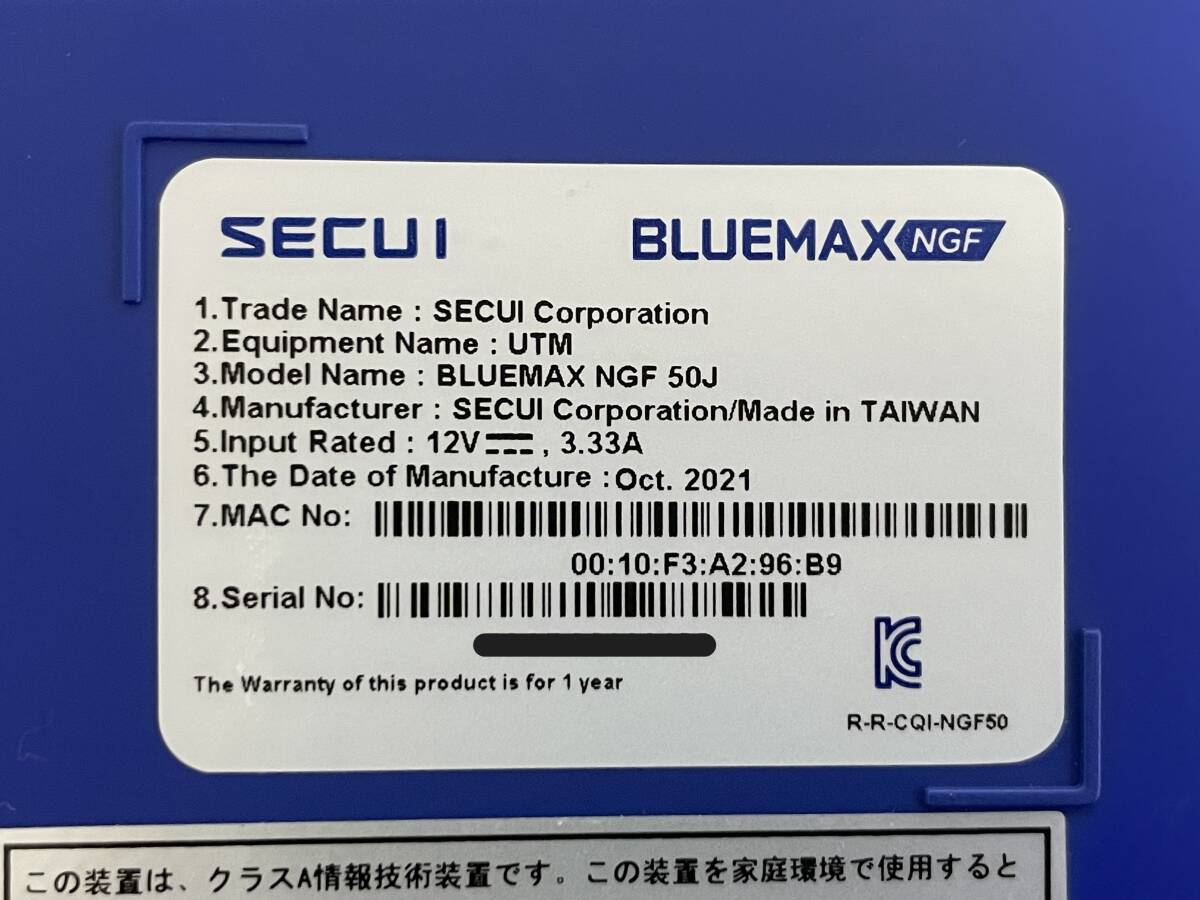 SECUI BLUEMAX NGF
1.Trade Name : SECUI Corporation
2.Equipment Name : UTM
3.Model Name : BLUEMAX NGF 50J
4.Manufacturer : SECUI Corporation/Made in TAIWAN
5.Input Rated : 12V⎓, 3.33A
6.The Date of Manufacture : Oct. 2021
7.MAC No:
00:10:F3:A2:96:B9
8.Serial No:
The Warranty of this product is for 1 year
R-R-CQI-NGF50
この装置は、クラスA情報技術装置です。この装置を家庭環境で使用すると